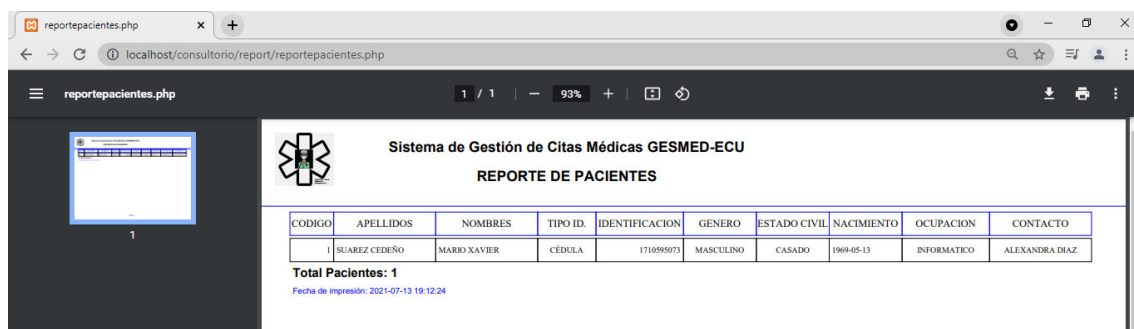 reportepacientes.php
localhost/consultorio/report/reportepacientes.php
reportepacientes.php 1 / 1 93%
1
Sistema de Gestión de Citas Médicas GESMED-ECU
REPORTE DE PACIENTES
CODIGO APELLIDOS NOMBRES TIPO ID. IDENTIFICACION GENERO ESTADO CIVIL NACIMIENTO OCUPACION CONTACTO
1 SUAREZ CEDEÑO MARIO XAVIER CÉDULA 1710595073 MASCULINO CASADO 1969-05-13 INFORMATICO ALEXANDRA DIAZ
Total Pacientes: 1
Fecha de impresión: 2021-07-13 19:12:24